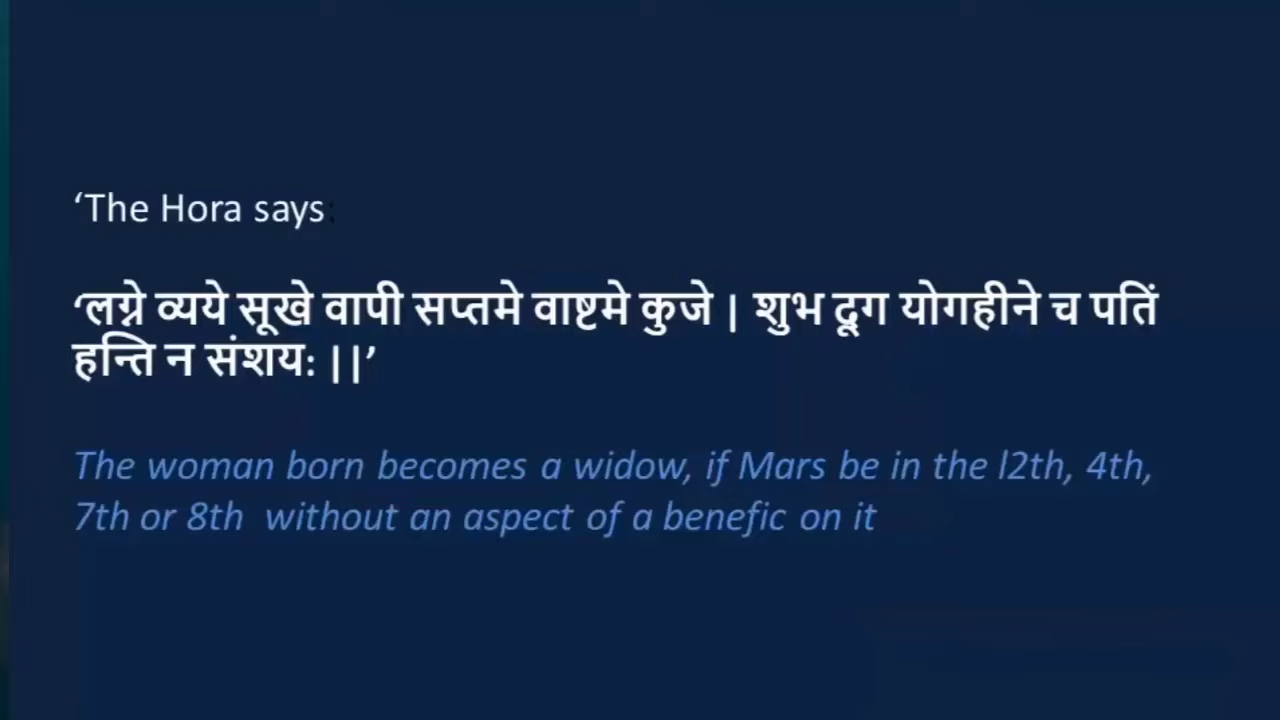 ‘The Hora says:
‘लग्ने व्यये सूखे वापी सप्तमे वाष्टमे कुजे | शुभ दूग योगहीने च पतिं
हन्ति न संशयः ||’
The woman born becomes a widow, if Mars be in the l2th, 4th,
7th or 8th without an aspect of a benefic on it